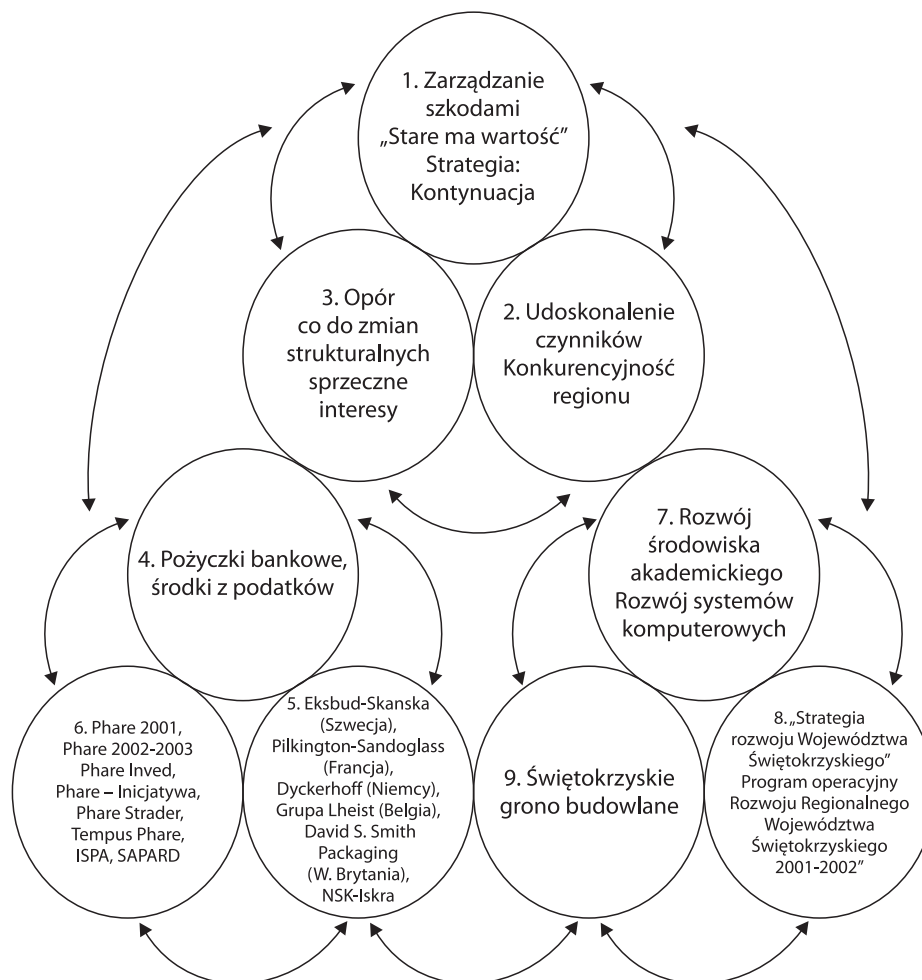 1. Zarządzanie
szkodami
„Stare ma wartość”
Strategia:
Kontynuacja
3. Opór
co do zmian
strukturalnych
sprzeczne
interesy
2. Udoskonalenie
czynników
Konkurencyjność
regionu
4. Pożyczki bankowe,
środki z podatków
7. Rozwój
środowiska
akademickiego
Rozwój systemów
komputerowych
6. Phare 2001,
Phare 2002-2003
Phare Inved,
Phare – Inicjatywa,
Phare Strader,
Tempus Phare,
ISPA, SAPARD
5. Eksbud-Skanska
(Szwecja),
Pilkington-Sandoglass
(Francja),
Dyckerhoff (Niemcy),
Grupa Lheist (Belgia),
David S. Smith
Packaging
(W. Brytania),
NSK-Iskra
9. Świętokrzyskie
grono budowlane
8. „Strategia
rozwoju Województwa
Świętokrzyskiego”
Program operacyjny
Rozwoju Regionalnego
Województwa
Świętokrzyskiego
2001-2002”